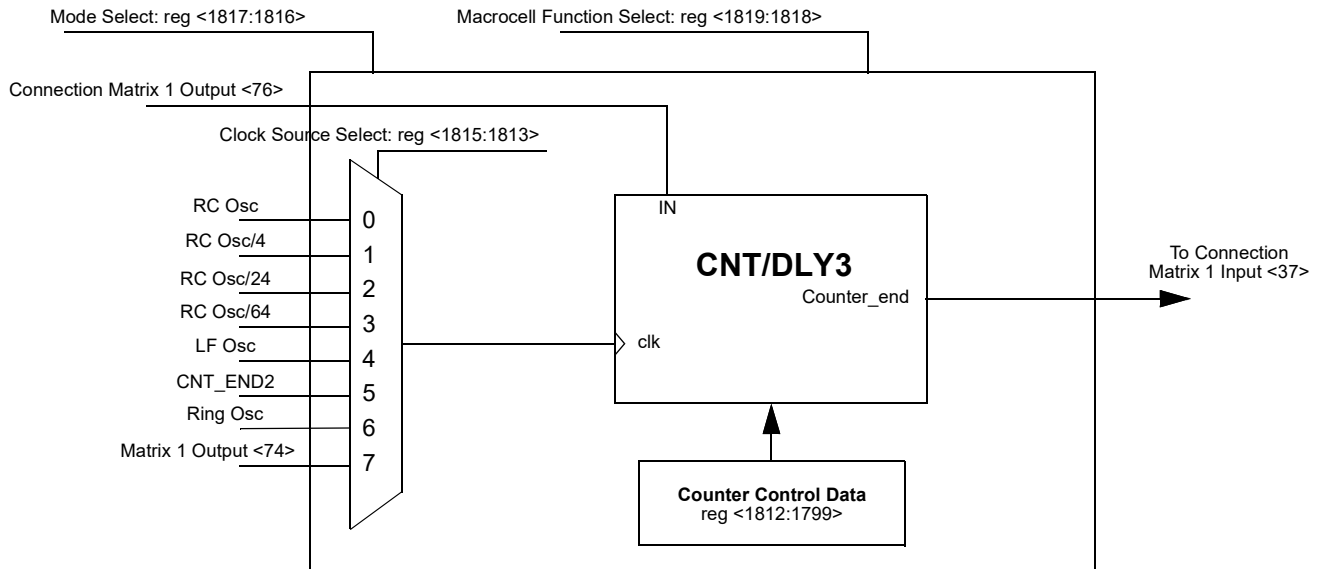 Mode Select: reg <1817:1816>
Macrocell Function Select: reg <1819:1818>
Connection Matrix 1 Output <76>
Clock Source Select: reg <1815:1813>
RC Osc
0
RC Osc/4
1
RC Osc/24
2
RC Osc/64
3
LF Osc
4
CNT_END2
5
Ring Osc
6
Matrix 1 Output <74>
7
IN
CNT/DLY3
Counter_end
clk
To Connection
Matrix 1 Input <37>
Counter Control Data
reg <1812:1799>